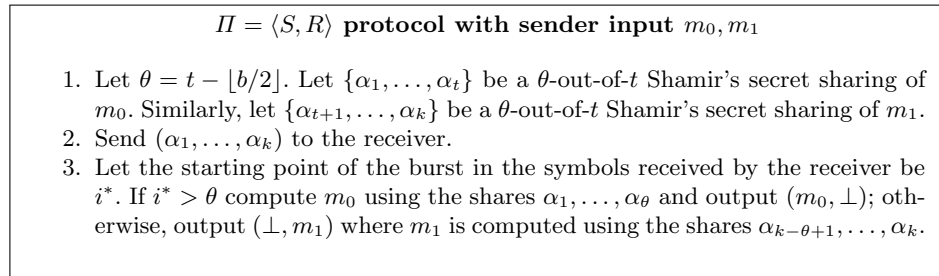 Π = ⟨S, R⟩ protocol with sender input m₀, m₁
1. Let θ = t − ⌊b/2⌋. Let {α₁, . . . , αₜ} be a θ-out-of-t Shamir's secret sharing of
m₀. Similarly, let {αₜ₊₁, . . . , αₖ} be a θ-out-of-t Shamir's secret sharing of m₁.
2. Send (α₁, . . . , αₖ) to the receiver.
3. Let the starting point of the burst in the symbols received by the receiver be
i*. If i* > θ compute m₀ using the shares α₁, . . . , α_θ and output (m₀, ⊥); oth-
erwise, output (⊥, m₁) where m₁ is computed using the shares α_{k−θ+1}, . . . , αₖ.